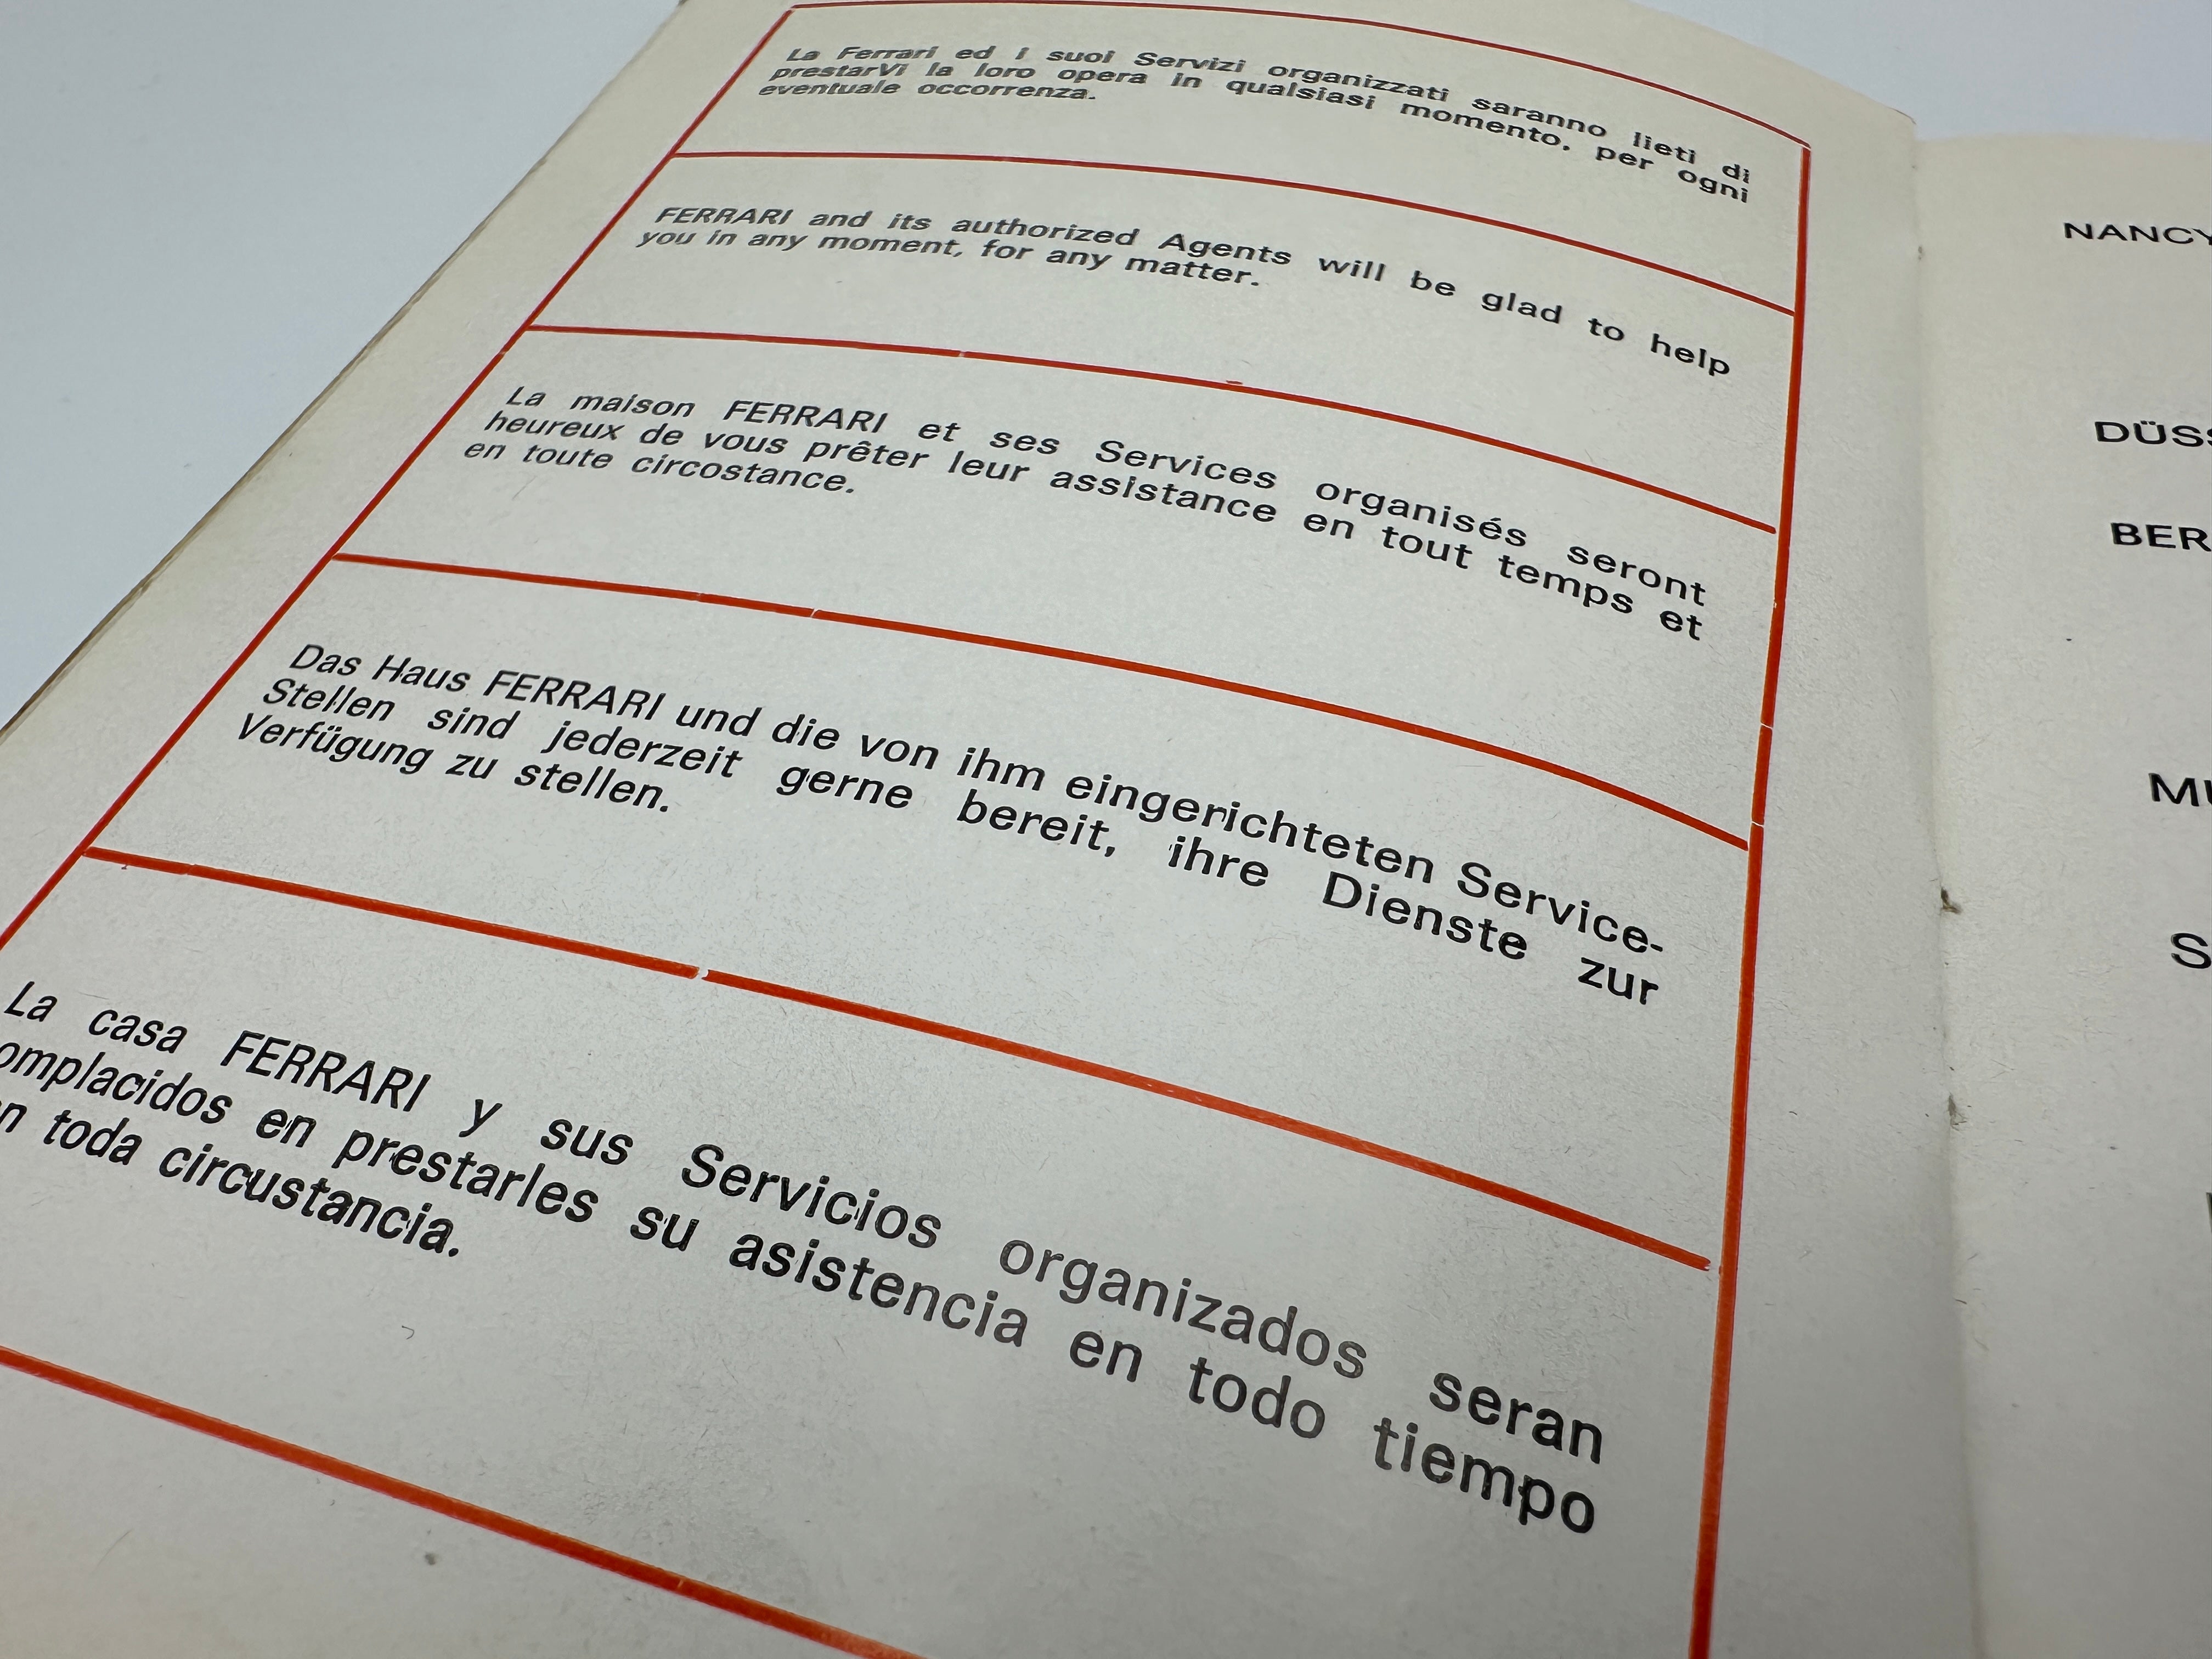 La Ferrari ed i suoi Servizi organizzati saranno lieti di
prestarVi la loro opera in qualsiasi momento, per ogni
eventuale occorrenza.
FERRARI and its authorized Agents will be glad to help
you in any moment, for any matter.
La maison FERRARI et ses Services organisés seront
heureux de vous prêter leur assistance en tout temps et
en toute circostance.
Das Haus FERRARI und die von ihm eingerichteten Service-
Stellen sind jederzeit gerne bereit, ihre Dienste zur
Verfügung zu stellen.
La casa FERRARI y sus Servicios organizados seran
omplacidos en prestarles su asistencia en todo tiempo
n toda circustancia.
NANCY
DÜSS
BER
MU
S